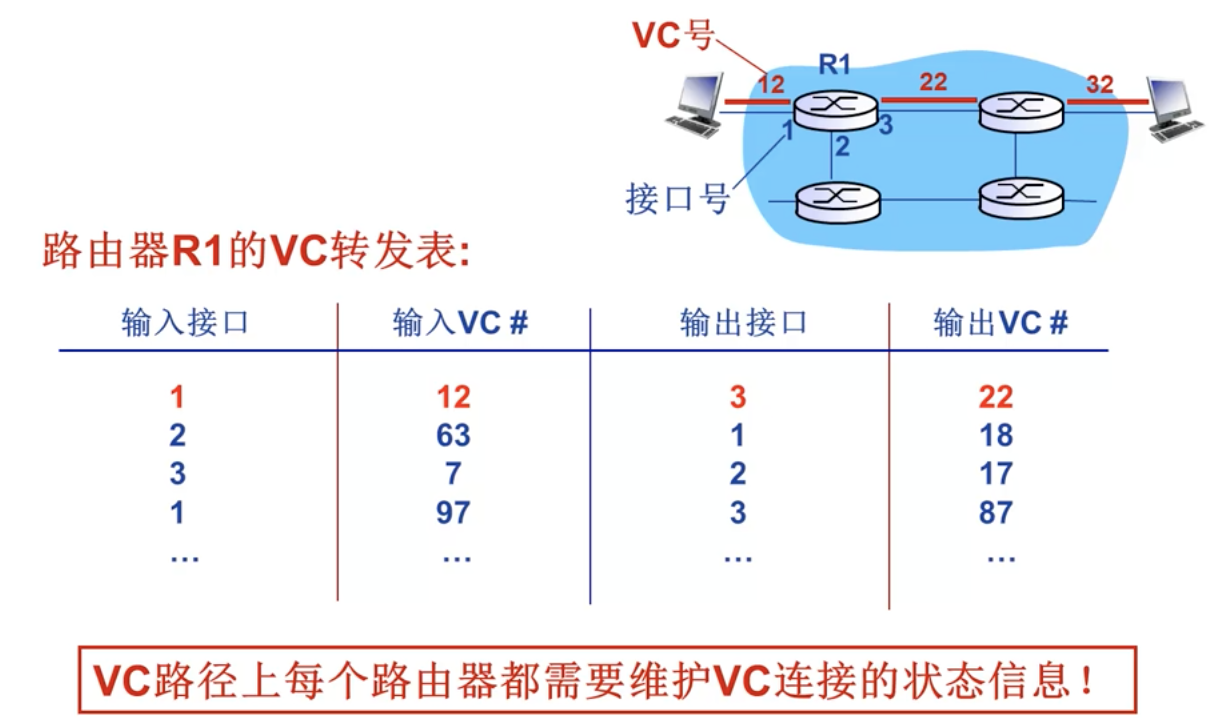 VC号
R1
12
22
32
1
3
2
接口号
路由器R1的VC转发表:
输入接口 输入VC # 输出接口 输出VC #
1 12 3 22
2 63 1 18
3 7 2 17
1 97 3 87
… … … …
VC路径上每个路由器都需要维护VC连接的状态信息！